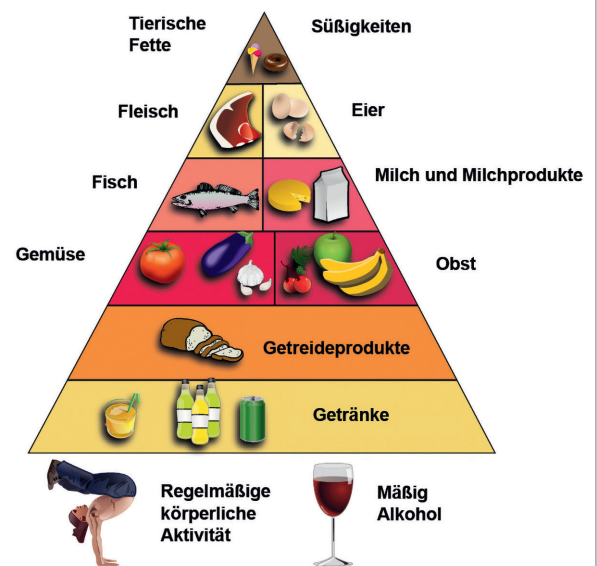 Tierische
Fette
Süßigkeiten
Fleisch
Eier
Fisch
Milch und Milchprodukte
Gemüse
Obst
Getreideprodukte
Getränke
Regelmäßige
körperliche
Aktivität
Mäßig
Alkohol